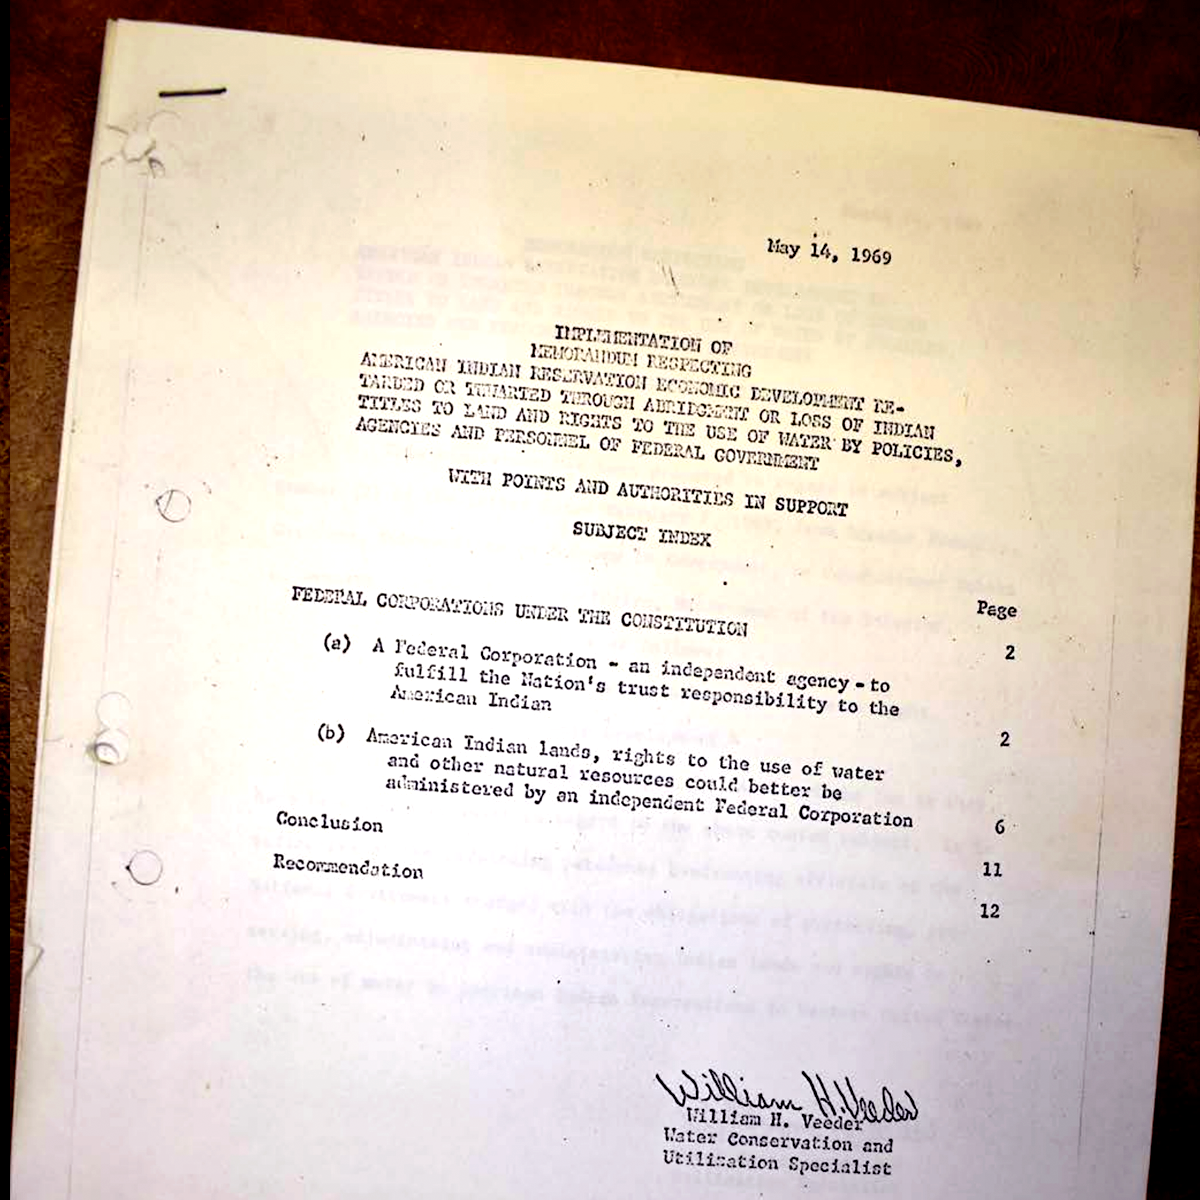 May 14, 1969
IMPLEMENTATION OF
MEMORANDUM RESPECTING
AMERICAN INDIAN RESERVATION ECONOMIC DEVELOPMENT RE-
TARDED OR THWARTED THROUGH ABRIDGMENT OR LOSS OF INDIAN
TITLES TO LAND AND RIGHTS TO THE USE OF WATER BY POLICIES,
AGENCIES AND PERSONNEL OF FEDERAL GOVERNMENT
WITH POINTS AND AUTHORITIES IN SUPPORT
SUBJECT INDEX
Page
FEDERAL CORPORATIONS UNDER THE CONSTITUTION 2
(a) A Federal Corporation - an independent agency - to
fulfill the Nation's trust responsibility to the
American Indian 2
(b) American Indian lands, rights to the use of water
and other natural resources could better be
administered by an independent Federal Corporation 6
Conclusion 11
Recommendation 12
William H. Veeder
William H. Veeder
Water Conservation and
Utilization Specialist